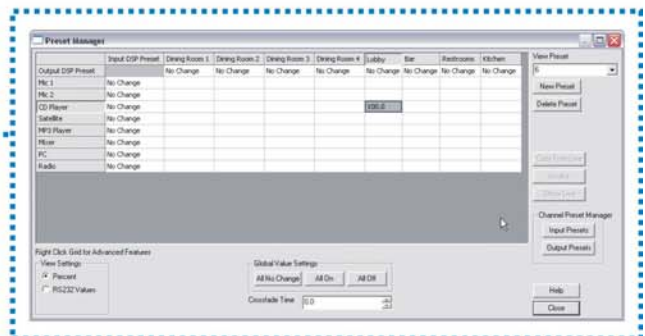 Preset Manager
Input DSP Preset Dining Room 1 Dining Room 2 Dining Room 3 Dining Room 4 Lobby Bar Restrooms Kitchen
Output DSP Preset No Change No Change No Change No Change No Change No Change No Change No Change
Mic 1 No Change
Mic 2 No Change
CD Player No Change 100.0
Satellite No Change
MP3 Player No Change
Mixer No Change
PC No Change
Radio No Change
View Preset
6
New Preset
Delete Preset
Channel Preset Manager
Input Presets
Output Presets
Right Click Grid for Advanced Features
View Settings
Percent
RS232 Values
Global Value Settings
All No Change All On All Off
Crossfade Time 0.0
Help
Close